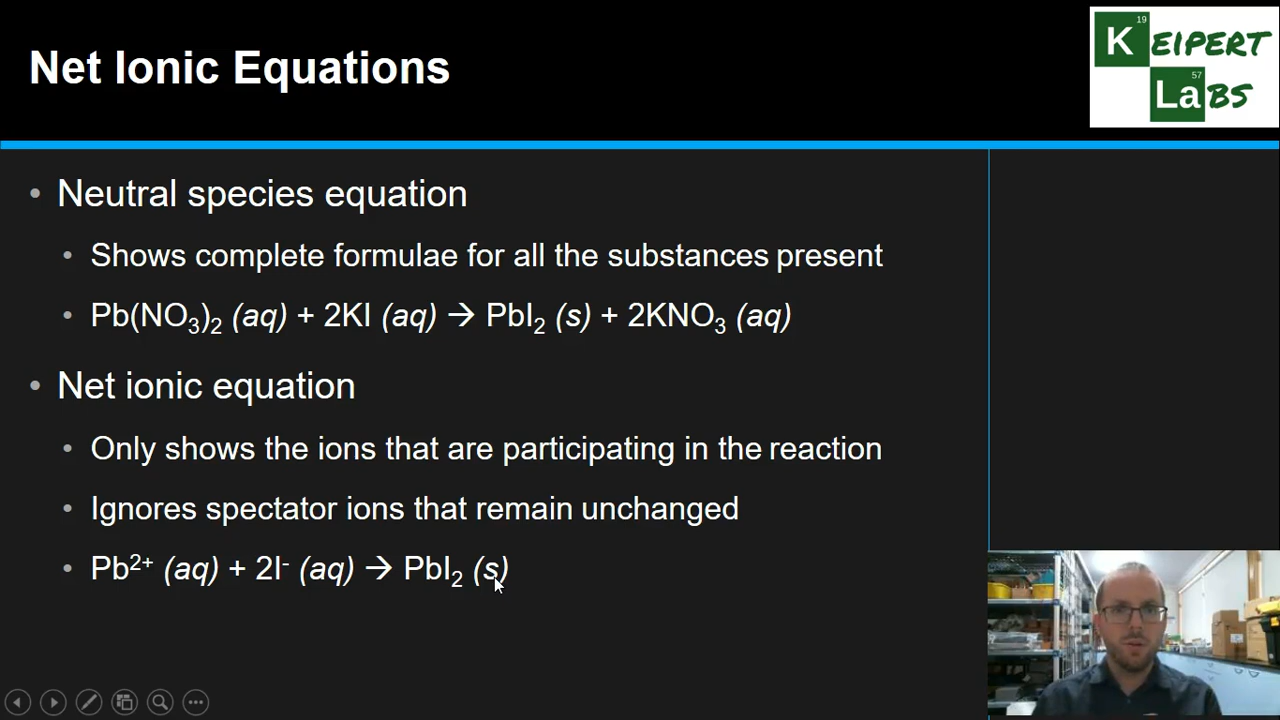 Net Ionic Equations
19
KEIPERT
57
LaBS
• Neutral species equation
• Shows complete formulae for all the substances present
• Pb(NO₃)₂ (aq) + 2KI (aq) → PbI₂ (s) + 2KNO₃ (aq)
• Net ionic equation
• Only shows the ions that are participating in the reaction
• Ignores spectator ions that remain unchanged
• Pb²⁺ (aq) + 2I⁻ (aq) → PbI₂ (s)